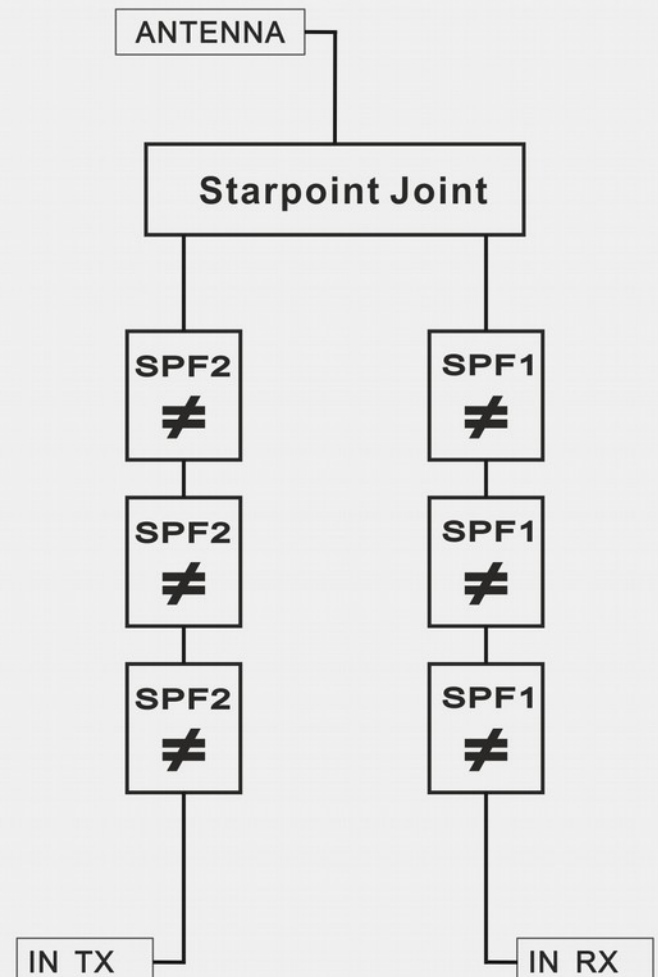 ANTENNA
Starpoint Joint
SPF2
≠
SPF1
≠
SPF2
≠
SPF1
≠
SPF2
≠
SPF1
≠
IN TX
IN RX